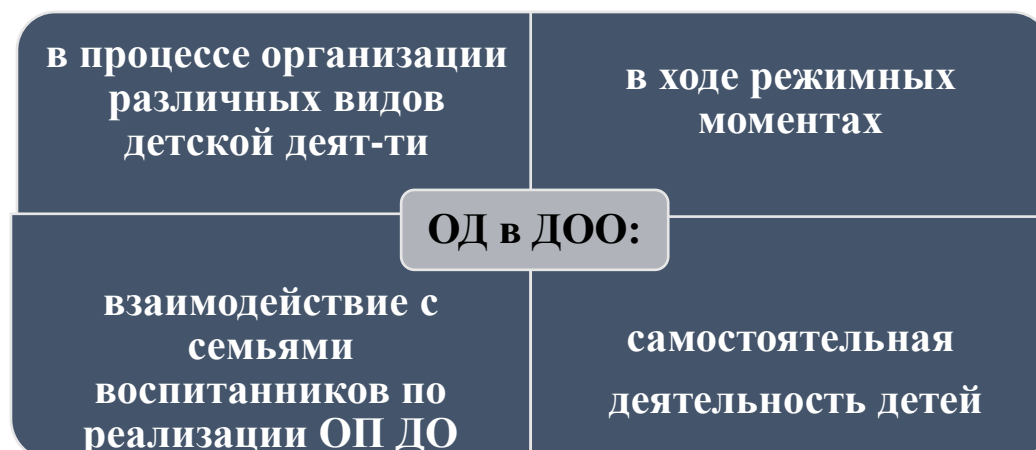 в процессе организации
различных видов
детской деят-ти
в ходе режимных
моментах
ОД в ДОО:
взаимодействие с
семьями
воспитанников по
реализации ОП ДО
самостоятельная
деятельность детей